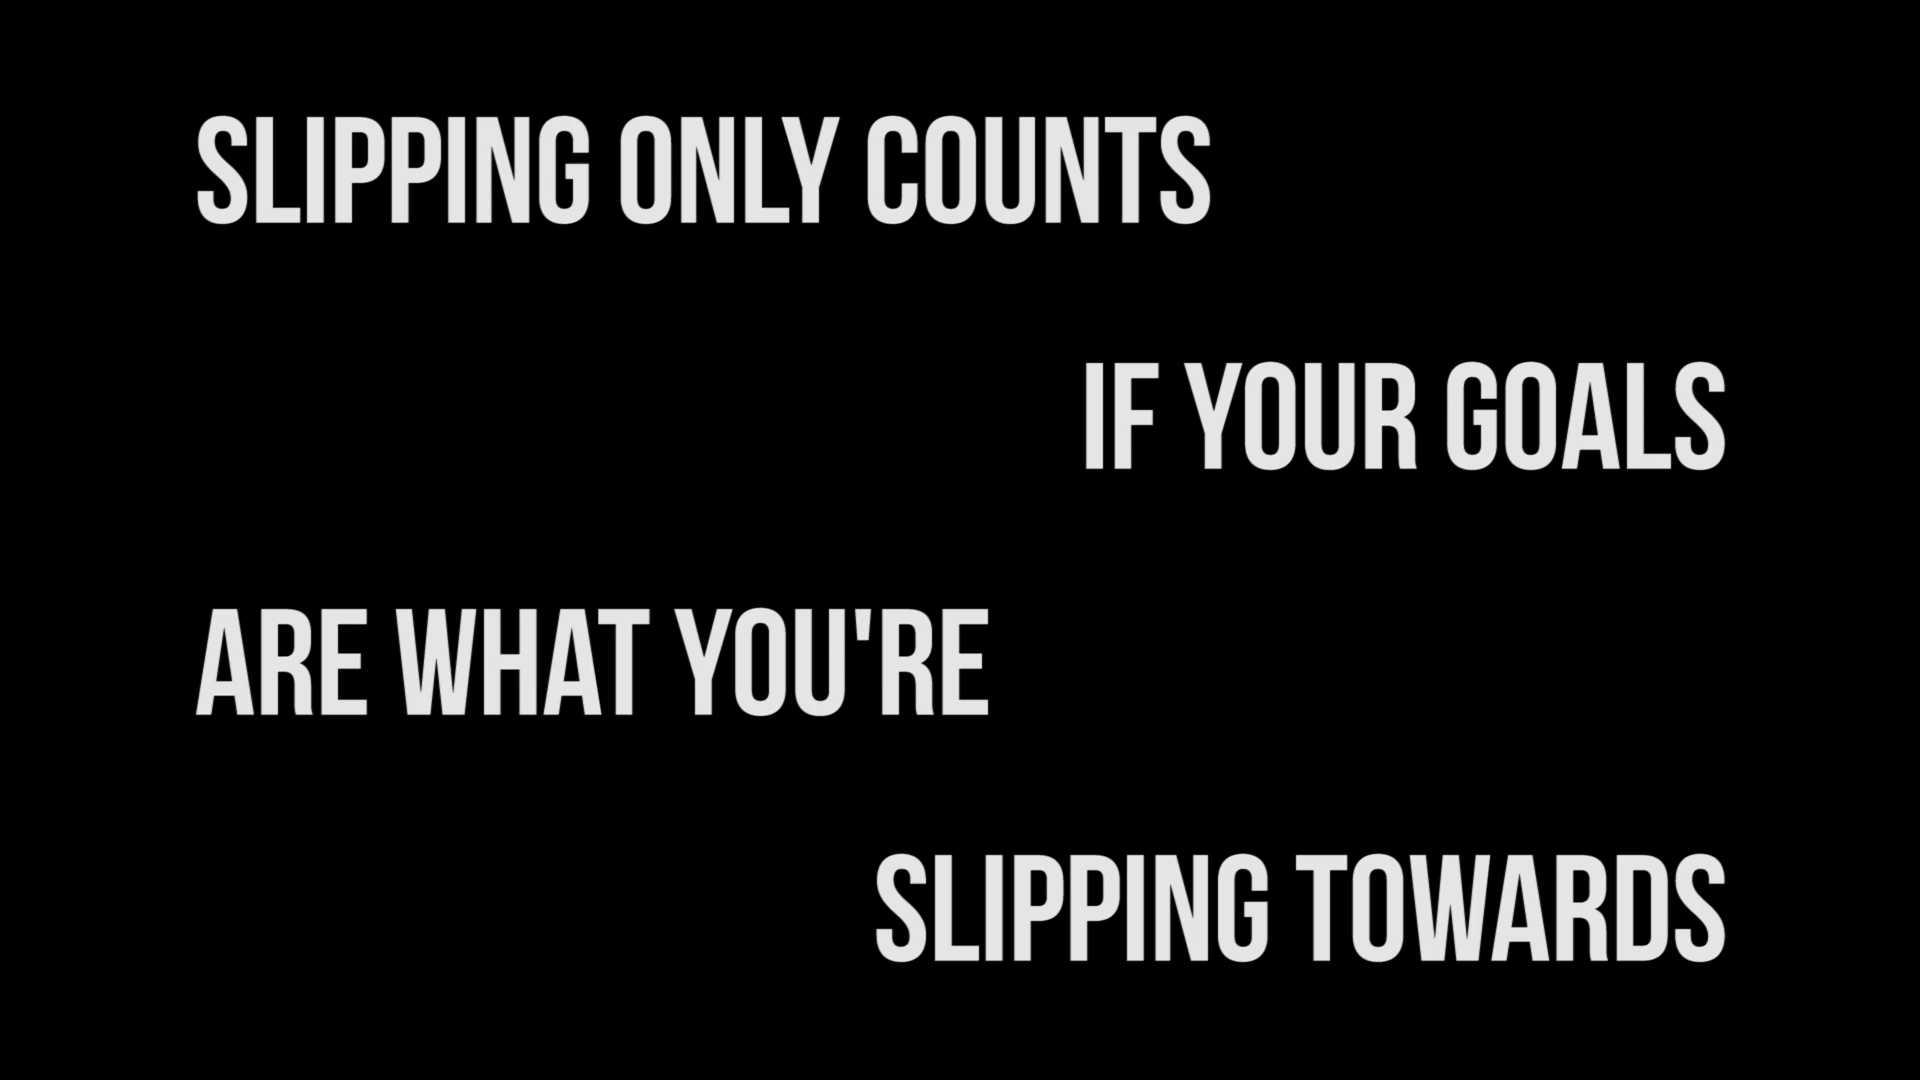 SLIPPING ONLY COUNTS
IF YOUR GOALS
ARE WHAT YOU'RE
SLIPPING TOWARDS